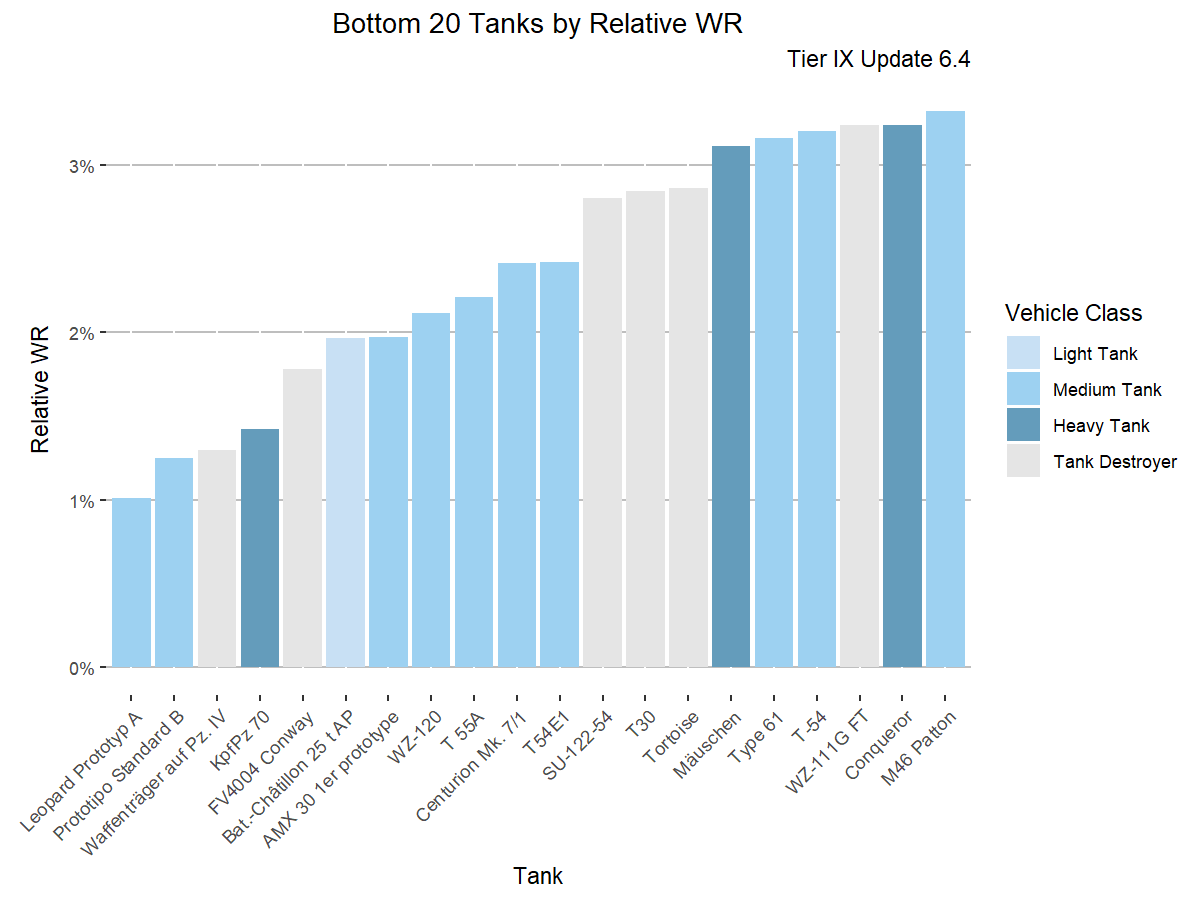 Bottom 20 Tanks by Relative WR
Tier IX Update 6.4
3%
2%
1%
0%
Relative WR
Leopard Prototyp A
Prototipo Standard B
Waffenträger auf Pz. IV
KpfPz 70
FV4004 Conway
Bat.-Châtillon 25 t AP
AMX 30 1er prototype
WZ-120
T 55A
Centurion Mk. 7/1
T54E1
SU-122-54
T30
Tortoise
Mäuschen
Type 61
T-54
WZ-111G FT
Conqueror
M46 Patton
Tank
Vehicle Class
Light Tank
Medium Tank
Heavy Tank
Tank Destroyer